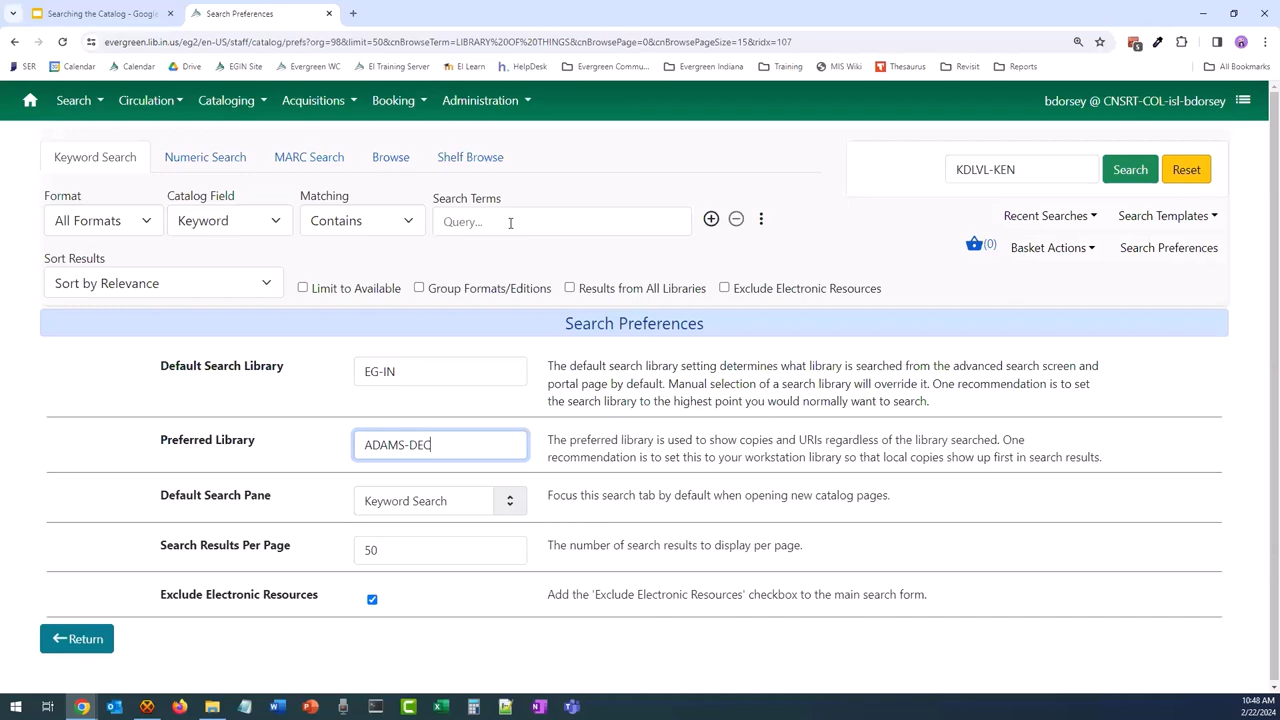 Searching the Catalog - Google
Search Preferences
evergreen.lib.in.us/eg2/en-US/staff/catalog/prefs?org=98&limit=50&cnBrowseTerm=LIBRARY%20OF%20THINGS&cnBrowsePage=0&cnBrowsePageSize=15&ridx=107
SER Calendar Calendar Drive EGIN Site Evergreen WC EI Training Server EI Learn HelpDesk Evergreen Commu... Evergreen Indiana Training MIS Wiki Thesaurus Revisit Reports All Bookmarks
Search Circulation Cataloging Acquisitions Booking Administration bdorsey @ CNSRT-COL-isl-bdorsey
Keyword Search Numeric Search MARC Search Browse Shelf Browse
KDLVL-KEN Search Reset
Format Catalog Field Matching Search Terms
All Formats Keyword Contains Query...
Recent Searches Search Templates
(0) Basket Actions Search Preferences
Sort Results
Sort by Relevance Limit to Available Group Formats/Editions Results from All Libraries Exclude Electronic Resources
Search Preferences
Default Search Library EG-IN The default search library setting determines what library is searched from the advanced search screen and
portal page by default. Manual selection of a search library will override it. One recommendation is to set
the search library to the highest point you would normally want to search.
Preferred Library ADAMS-DEC The preferred library is used to show copies and URIs regardless of the library searched. One
recommendation is to set this to your workstation library so that local copies show up first in search results.
Default Search Pane Keyword Search Focus this search tab by default when opening new catalog pages.
Search Results Per Page 50 The number of search results to display per page.
Exclude Electronic Resources Add the 'Exclude Electronic Resources' checkbox to the main search form.
Return
10:48 AM
2/22/2024